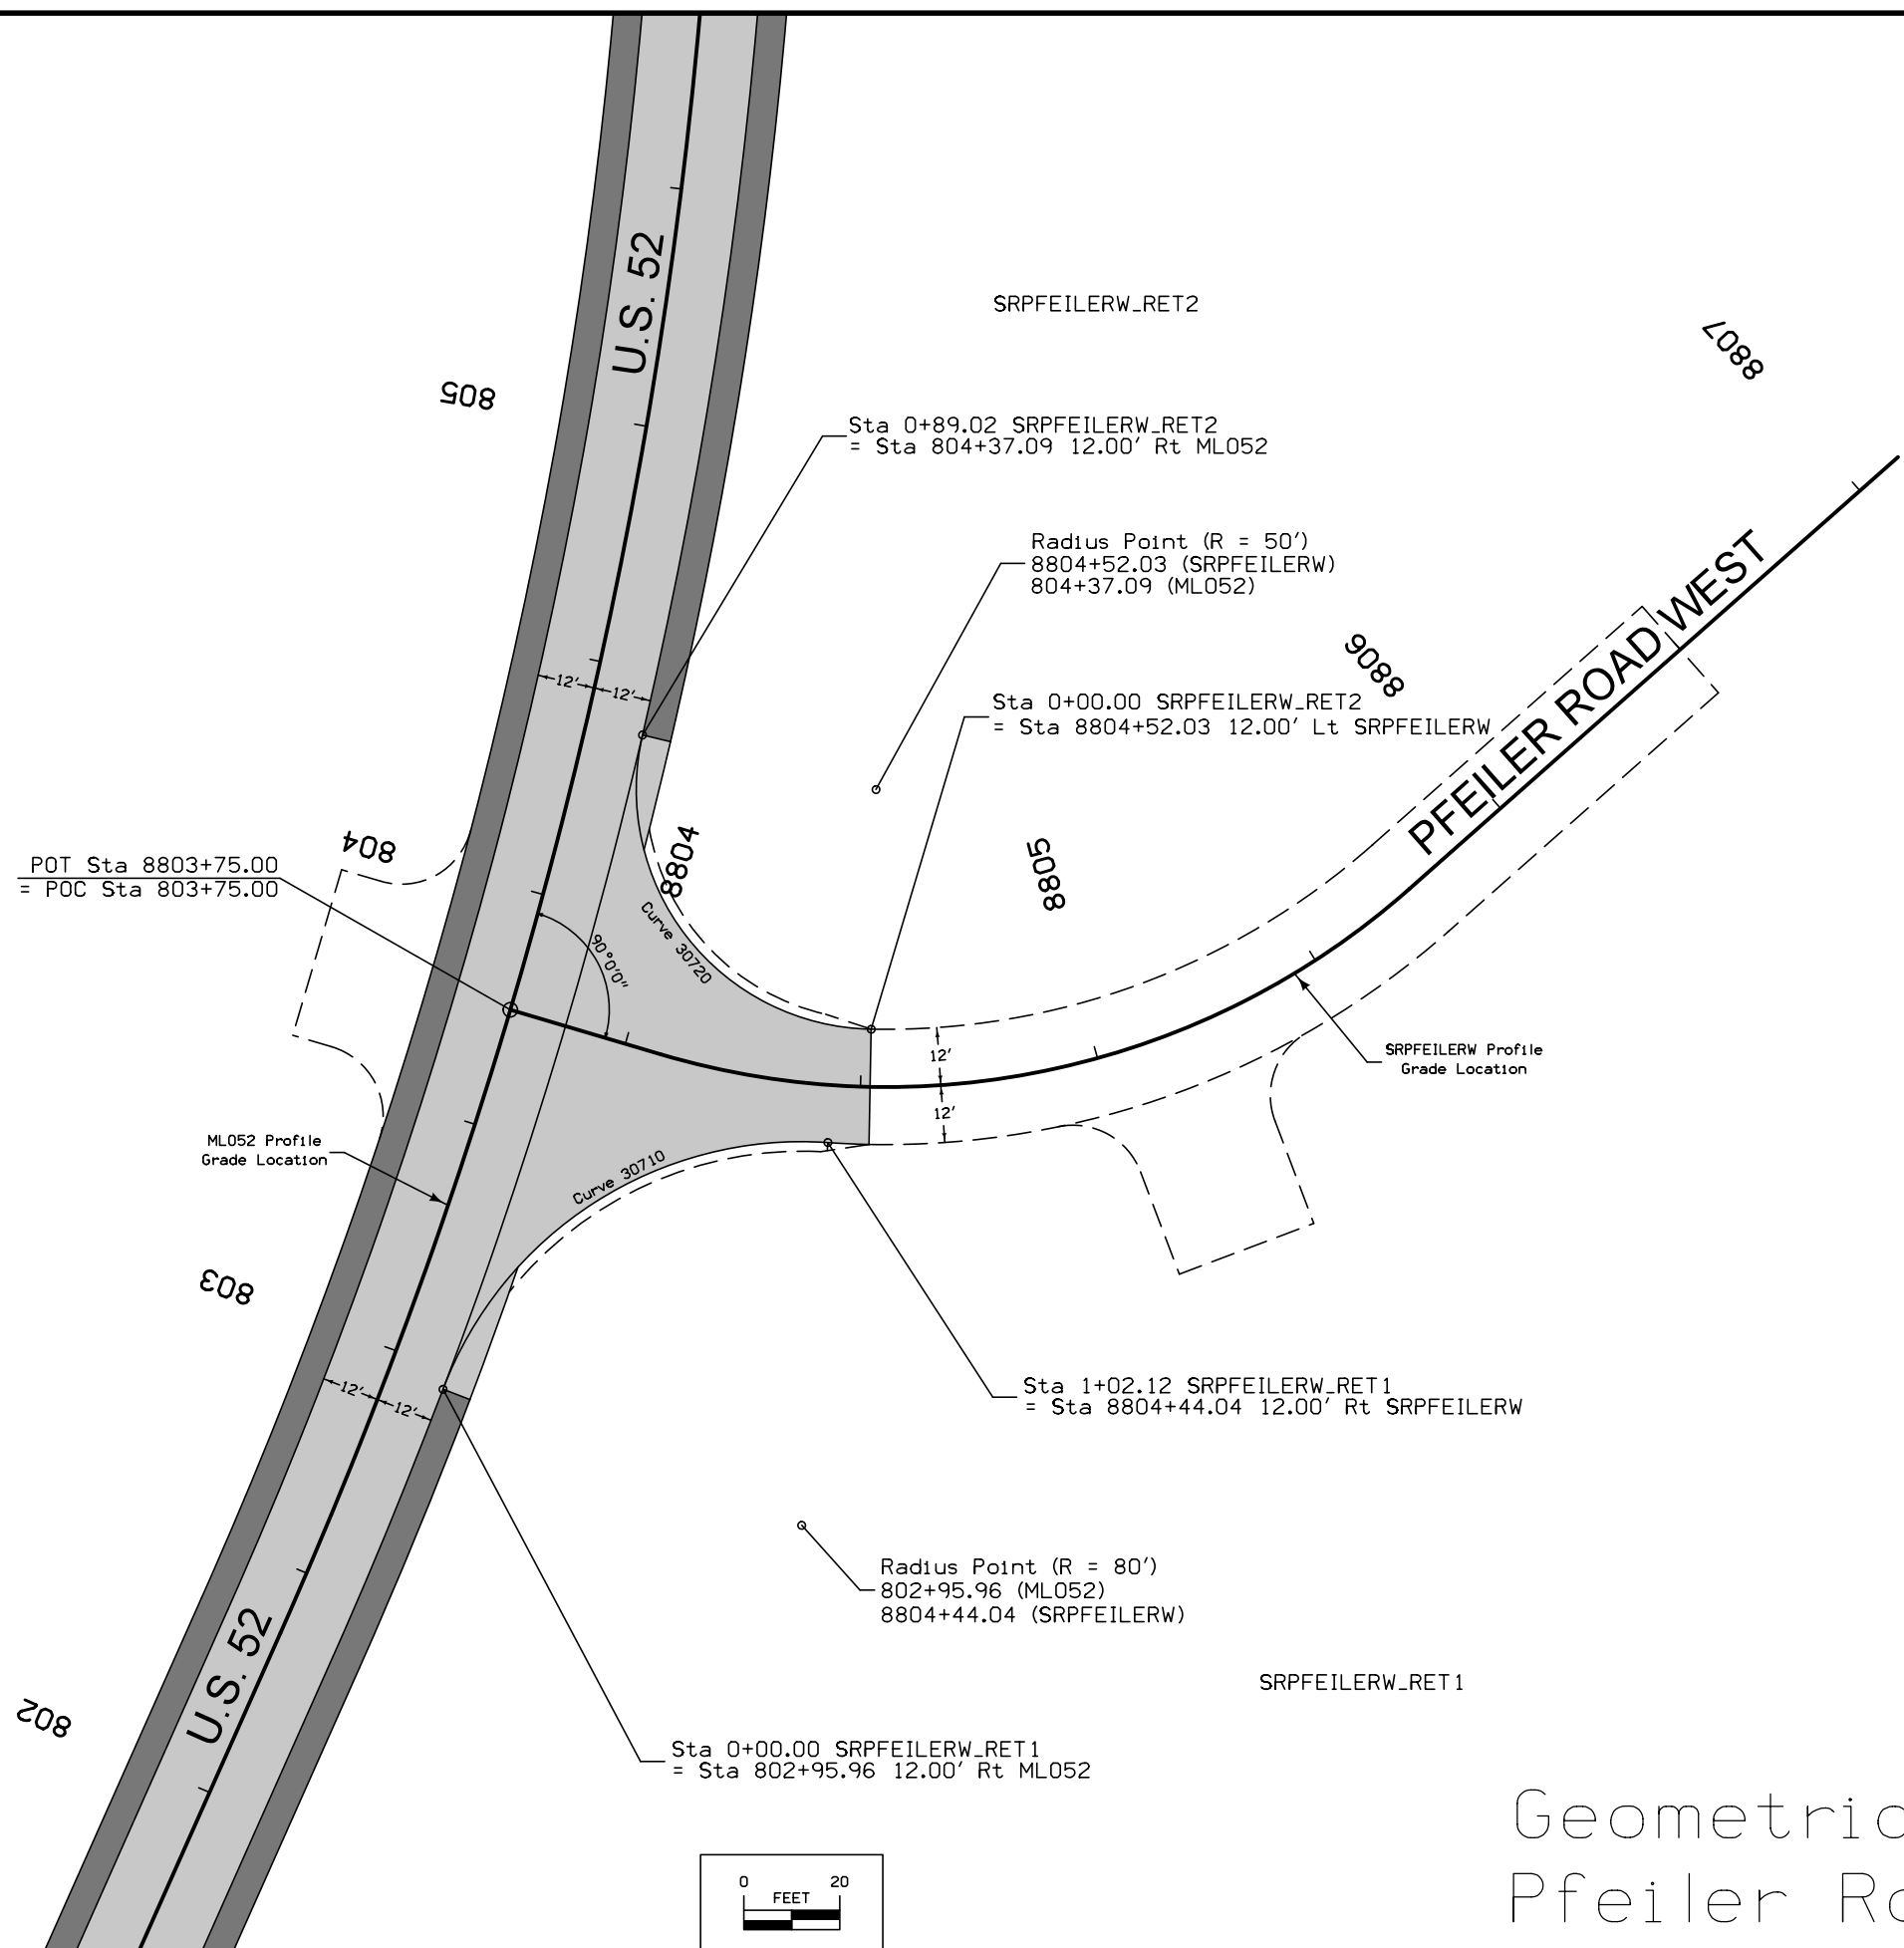 U.S. 52
SRPFEILERW_RET2
8807
805
Sta 0+89.02 SRPFEILERW_RET2
= Sta 804+37.09 12.00' Rt ML052
Radius Point (R = 50')
8804+52.03 (SRPFEILERW)
804+37.09 (ML052)
8806
PFEILER ROAD WEST
12'
12'
Sta 0+00.00 SRPFEILERW_RET2
= Sta 8804+52.03 12.00' Lt SRPFEILERW
804
8804
8805
POT Sta 8803+75.00
= POC Sta 803+75.00
Curve 30720
90°0'0"
12'
12'
SRPFEILERW Profile
Grade Location
ML052 Profile
Grade Location
Curve 30710
803
12'
12'
Sta 1+02.12 SRPFEILERW_RET1
= Sta 8804+44.04 12.00' Rt SRPFEILERW
Radius Point (R = 80')
802+95.96 (ML052)
8804+44.04 (SRPFEILERW)
U.S. 52
SRPFEILERW_RET1
802
Sta 0+00.00 SRPFEILERW_RET1
= Sta 802+95.96 12.00' Rt ML052
Geometric
Pfeiler Ro
0 20
FEET